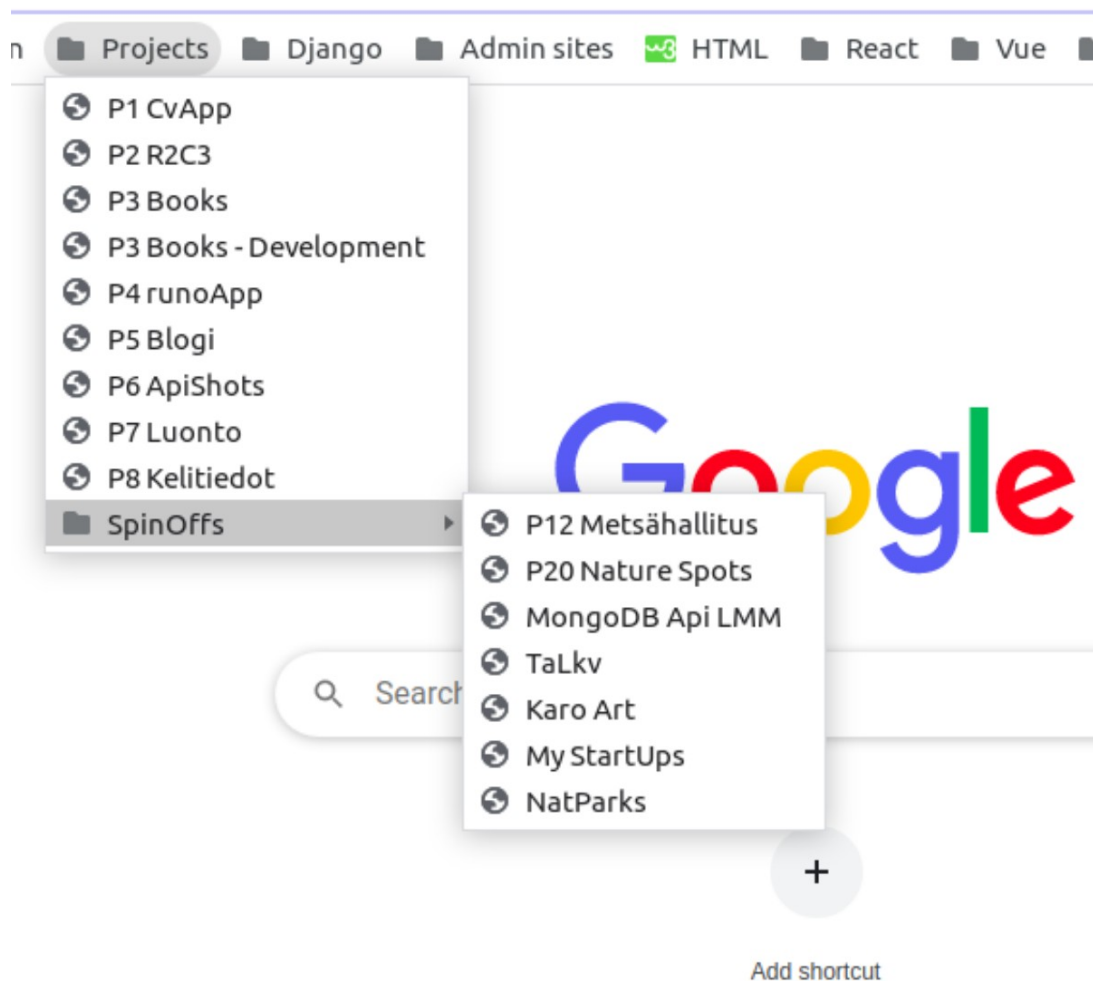 n Projects Django Admin sites HTML React Vue
P1 CvApp
P2 R2C3
P3 Books
P3 Books - Development
P4 runoApp
P5 Blogi
P6 ApiShots
P7 Luonto
P8 Kelitiedot
SpinOffs
P12 Metsähallitus
P20 Nature Spots
MongoDB Api LMM
TaLkv
Karo Art
My StartUps
NatParks
Google
Search
Add shortcut